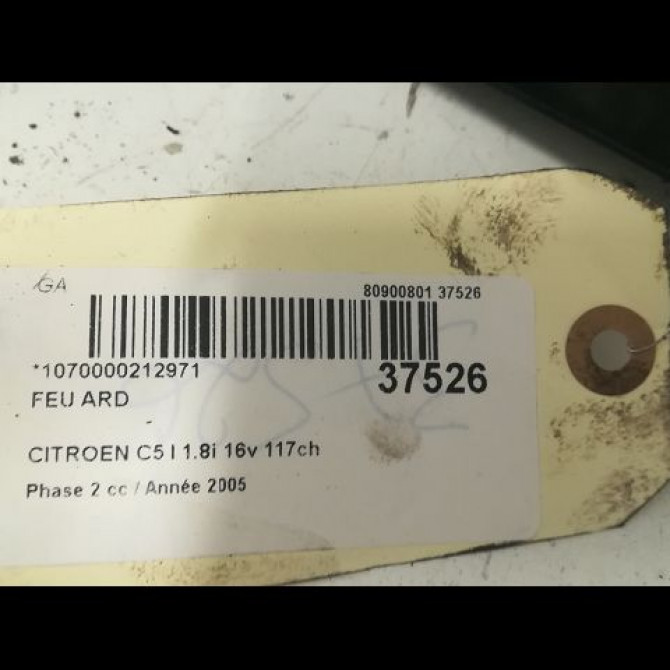 GA
80900801 37526
*1070000212971
37526
FEU ARD
CITROEN C5 I 1.8i 16v 117ch
Phase 2 cc / Année 2005